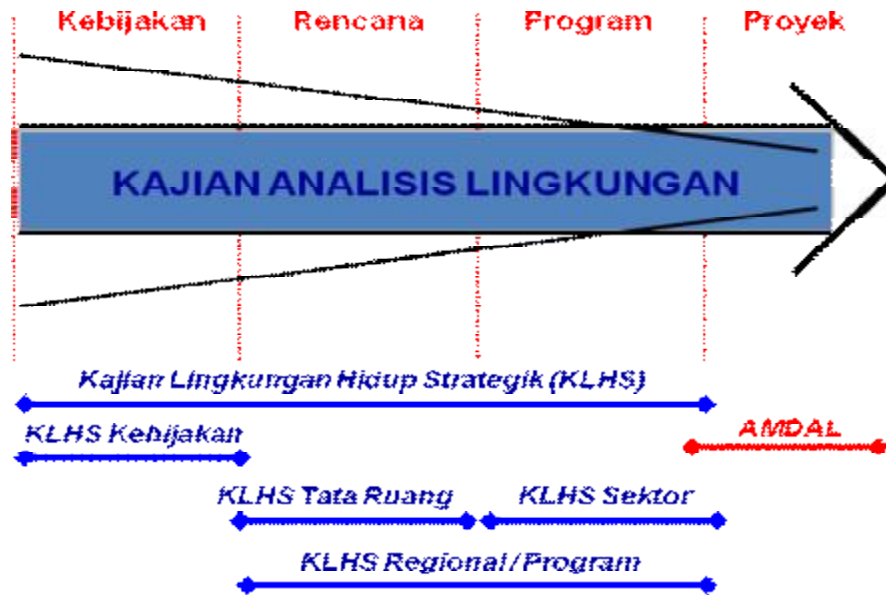 Kebijakan Rencana Program Proyek
KAJIAN ANALISIS LINGKUNGAN
Kajian Lingkungan Hidup Strategik (KLHS)
KLHS Kebijakan
AMDAL
KLHS Tata Ruang KLHS Sektor
KLHS Regional / Program